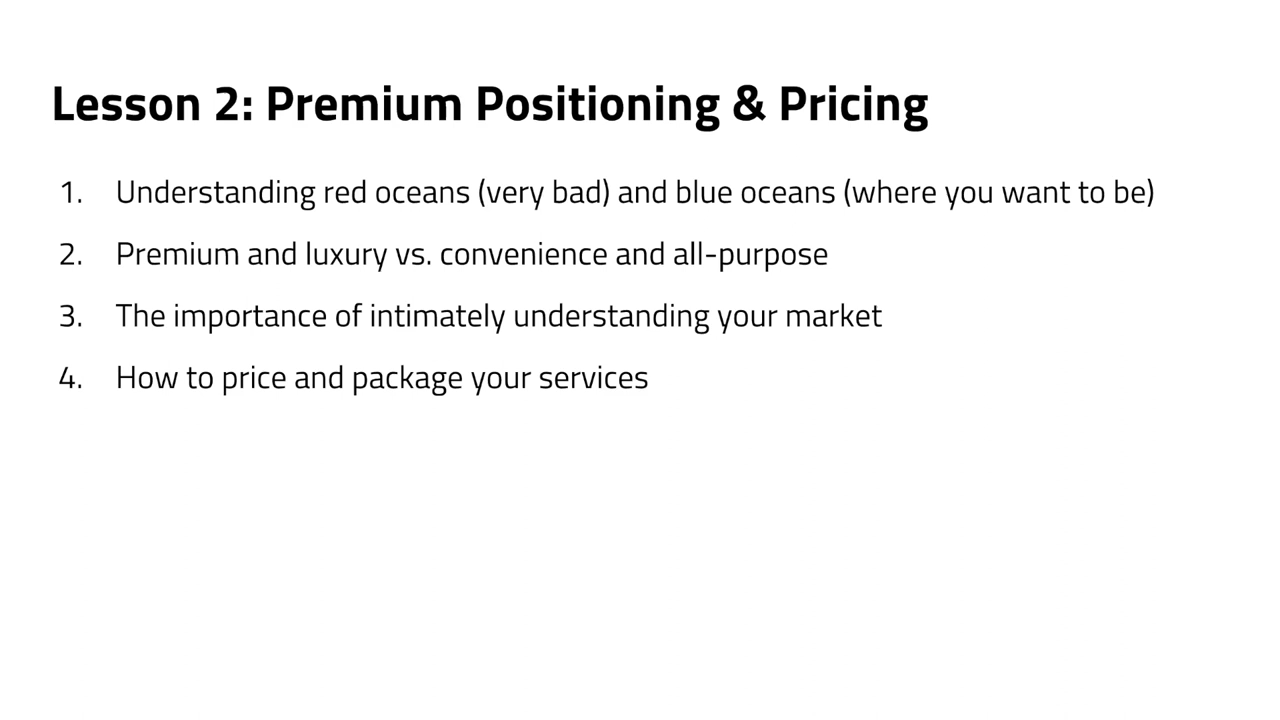 Lesson 2: Premium Positioning & Pricing
1. Understanding red oceans (very bad) and blue oceans (where you want to be)
2. Premium and luxury vs. convenience and all-purpose
3. The importance of intimately understanding your market
4. How to price and package your services